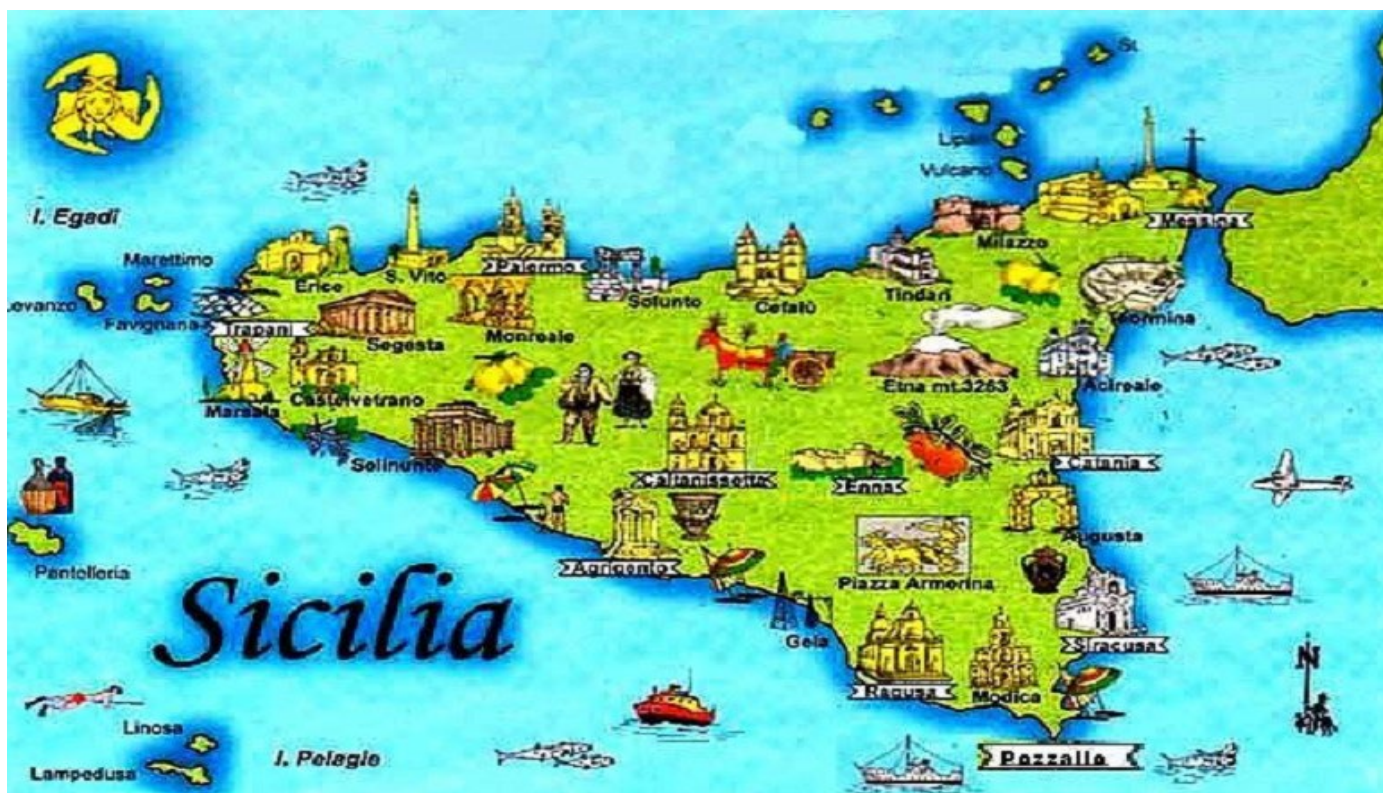 St
Lipari
Vulcano
I. Egadi
Messina
Milazzo
Marettimo
Palermo
S. Vito
Erice
Tindari
Levanzo
Favignana
Solunto
Cefalù
Taormina
Trapani
Monreale
Segesta
Etna mt.3263
Acireale
Castelvetrano
Marsala
Selinunte
Catania
Caltanissetta
Enna
Augusta
Agrigento
Pantelleria
Piazza Armerina
Sicilia
Gela
Siracusa
Ragusa
Modica
N
Linosa
I. Pelagie
Pozzallo
Lampedusa